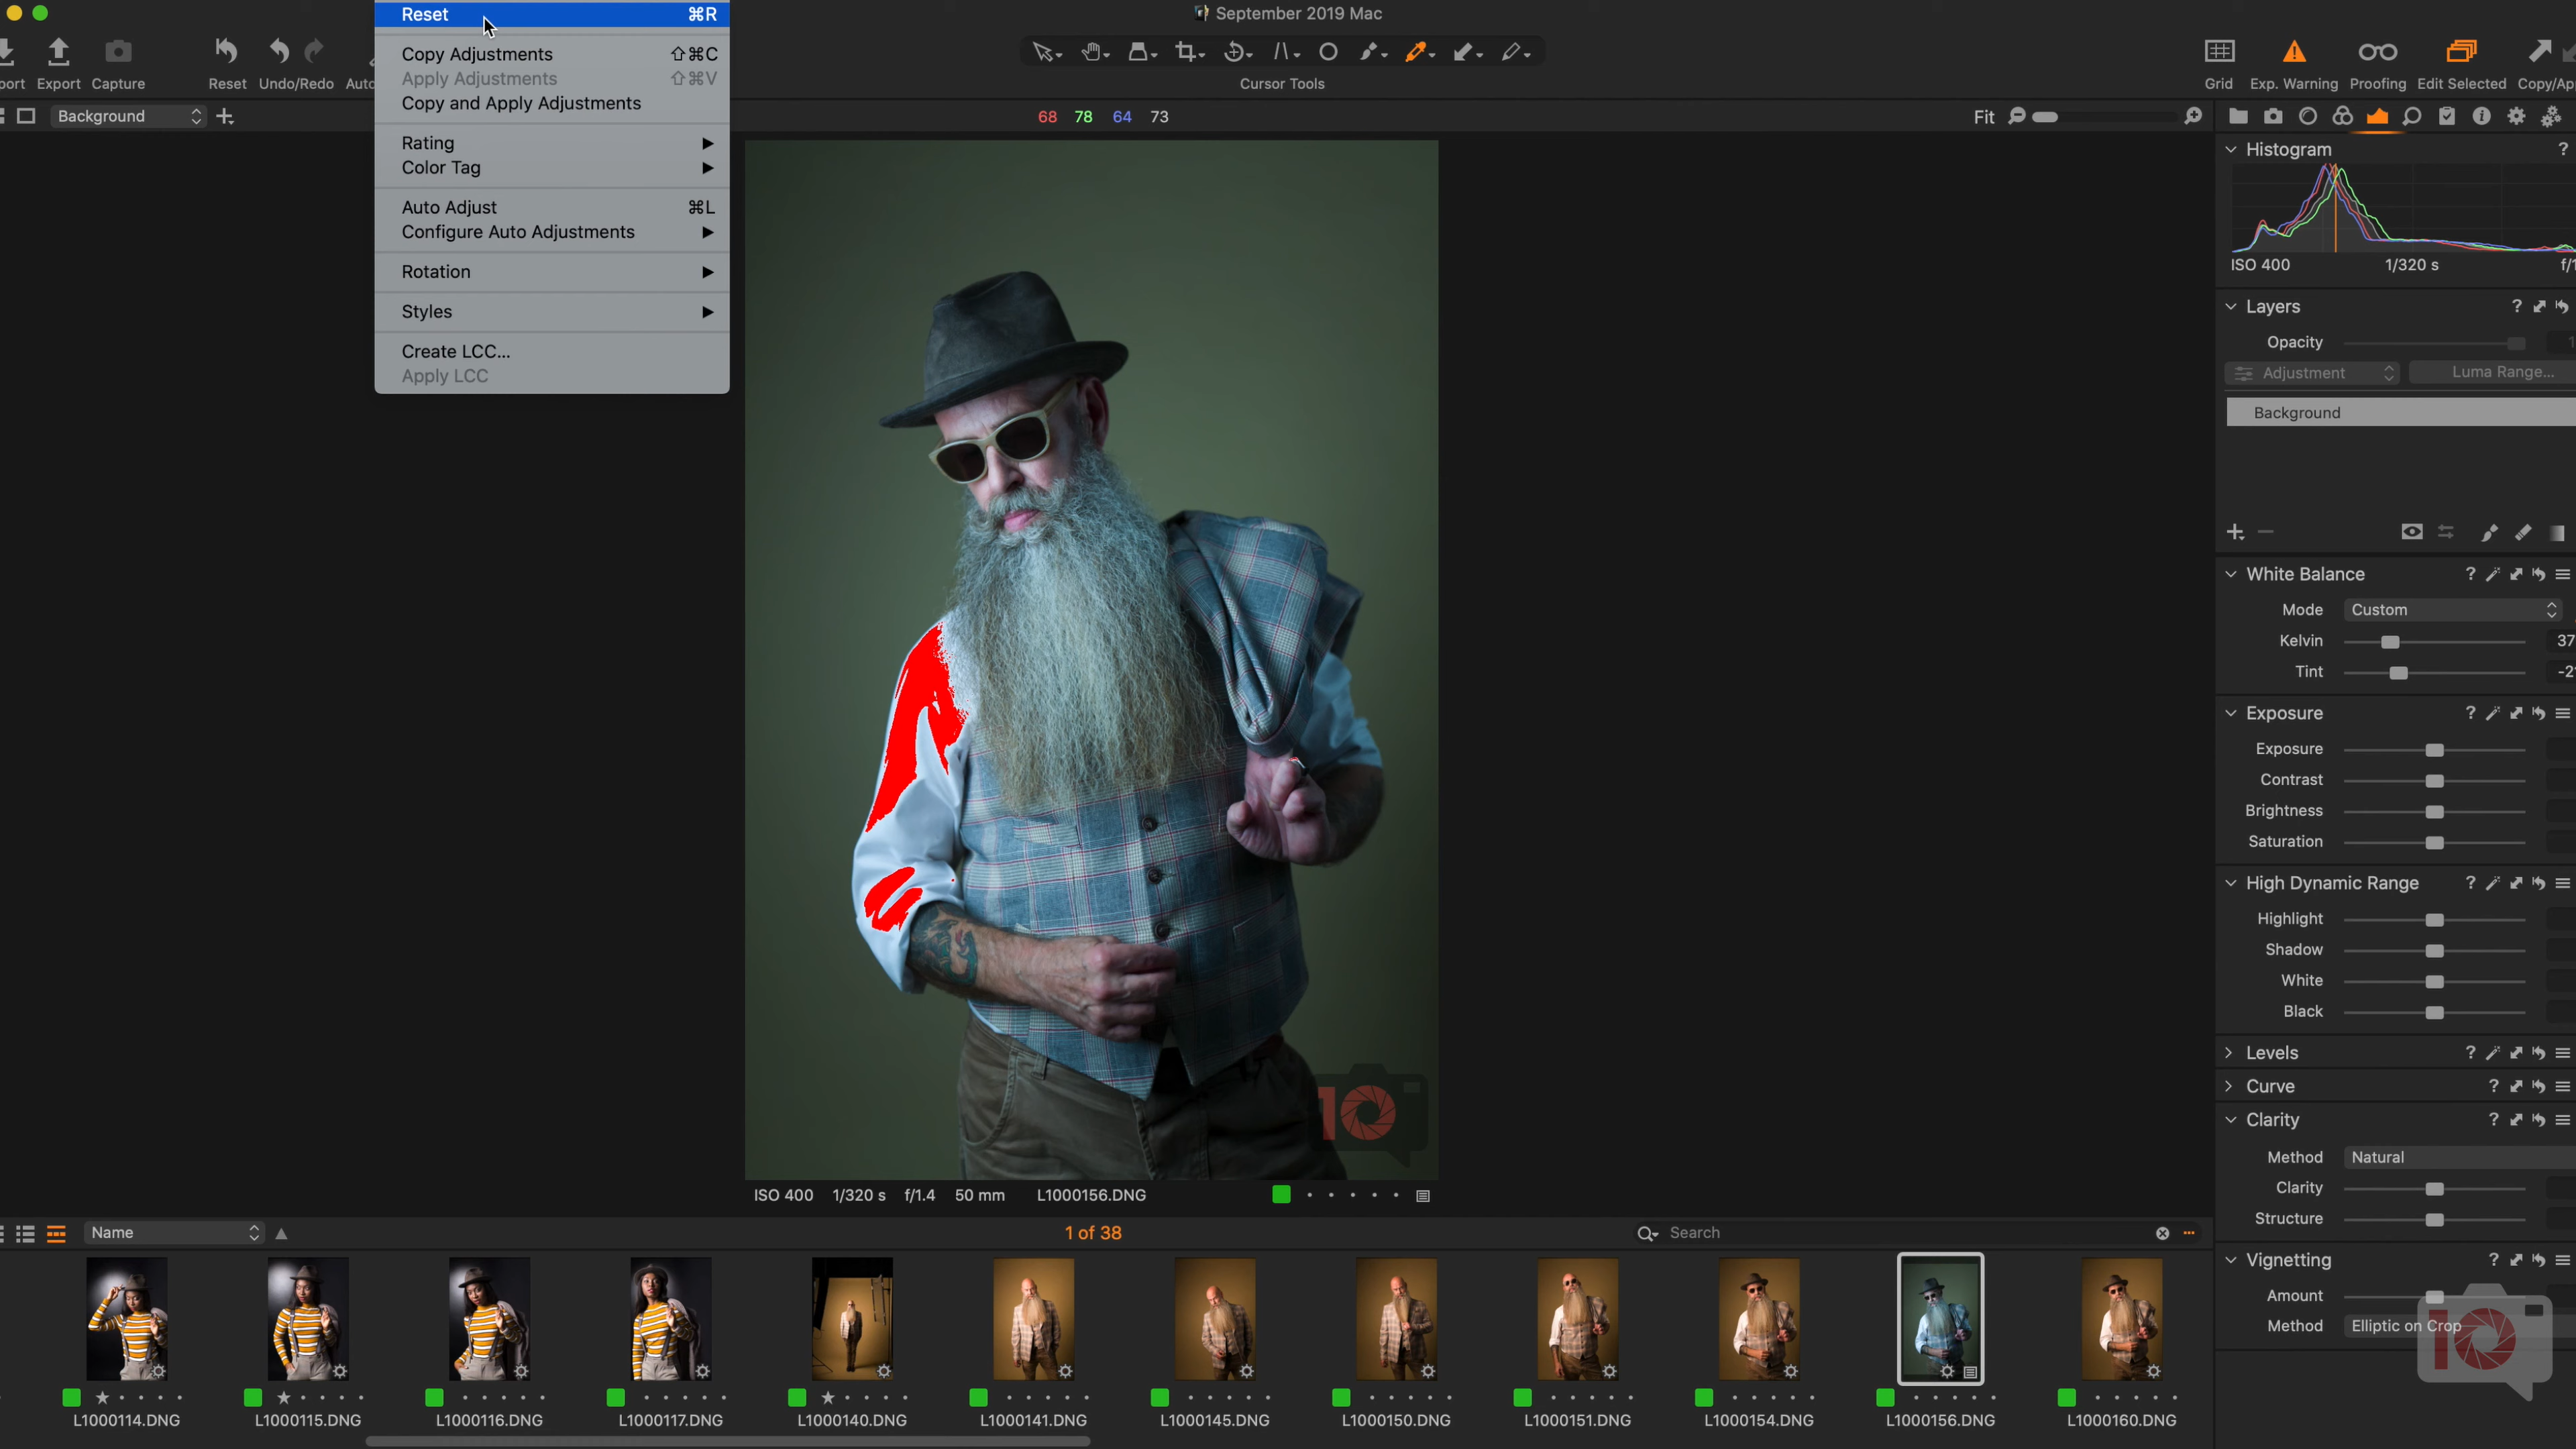 Reset ⌘R
September 2019 Mac
Copy Adjustments ⇧⌘C
Apply Adjustments ⇧⌘V
Copy and Apply Adjustments
Rating
Color Tag
Auto Adjust ⌘L
Configure Auto Adjustments
Rotation
Styles
Create LCC...
Apply LCC
Export Capture Reset Undo/Redo
Cursor Tools
Grid Exp. Warning Proofing Edit Selected
Background
68 78 64 73
Fit
Histogram ?
ISO 400 1/320 s
Layers ?
Opacity
Adjustment Luma Range...
Background
White Balance ?
Mode Custom
Kelvin
Tint
Exposure ?
Exposure
Contrast
Brightness
Saturation
High Dynamic Range ?
Highlight
Shadow
White
Black
Levels ?
Curve ?
Clarity ?
Method Natural
Clarity
Structure
Vignetting ?
Amount
Method Elliptic on Crop
10
10
ISO 400 1/320 s f/1.4 50 mm L1000156.DNG
Name
1 of 38
Search
L1000114.DNG L1000115.DNG L1000116.DNG L1000117.DNG L1000140.DNG L1000141.DNG L1000145.DNG L1000150.DNG L1000151.DNG L1000154.DNG L1000156.DNG L1000160.DNG